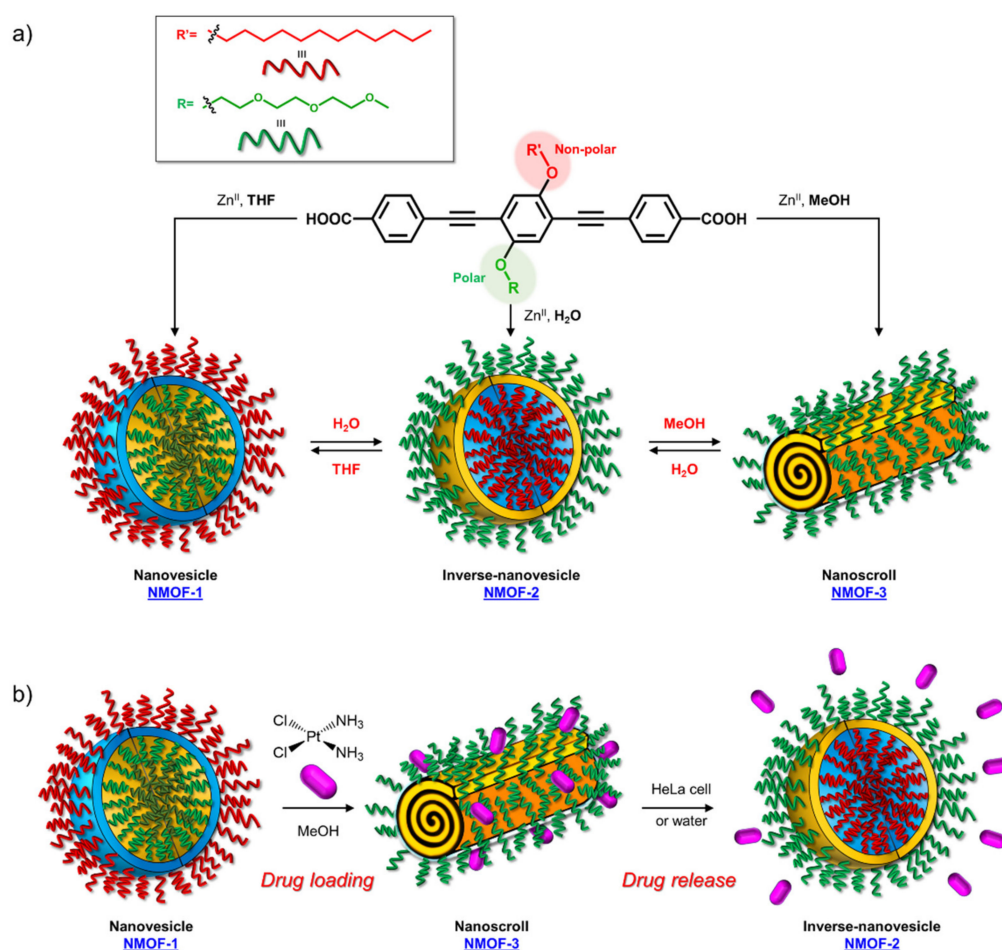 a)
R'=
III
R=
O
O
O
III
R'
Non-polar
O
Zn^II, THF
Zn^II, MeOH
HOOC
COOH
O
Polar
R
Zn^II, H₂O
H₂O
THF
MeOH
H₂O
Nanovesicle
NMOF-1
Inverse-nanovesicle
NMOF-2
Nanoscroll
NMOF-3
b)
Cl
NH₃
Pt
Cl
NH₃
MeOH
Drug loading
HeLa cell
or water
Drug release
Nanovesicle
NMOF-1
Nanoscroll
NMOF-3
Inverse-nanovesicle
NMOF-2